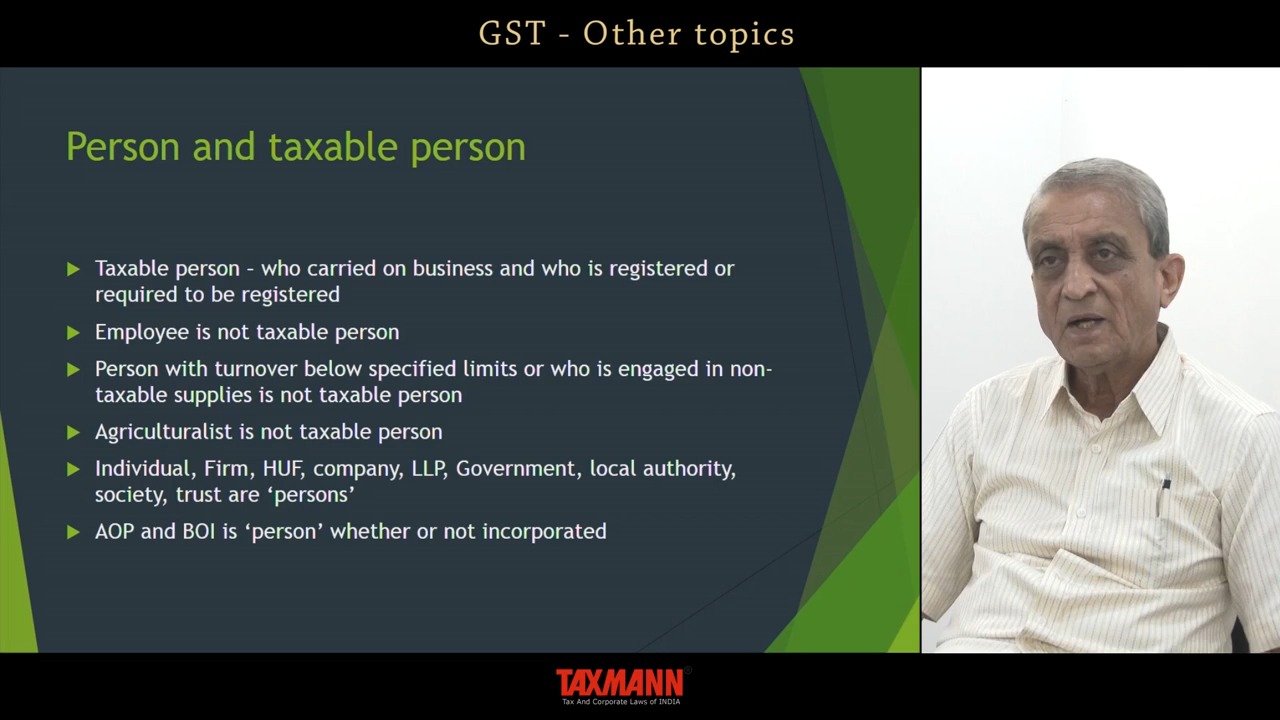 GST - Other topics
Person and taxable person
Taxable person – who carried on business and who is registered or
required to be registered
Employee is not taxable person
Person with turnover below specified limits or who is engaged in non-
taxable supplies is not taxable person
Agriculturalist is not taxable person
Individual, Firm, HUF, company, LLP, Government, local authority,
society, trust are ‘persons’
AOP and BOI is ‘person’ whether or not incorporated
TAXMANN®
Tax And Corporate Laws of INDIA